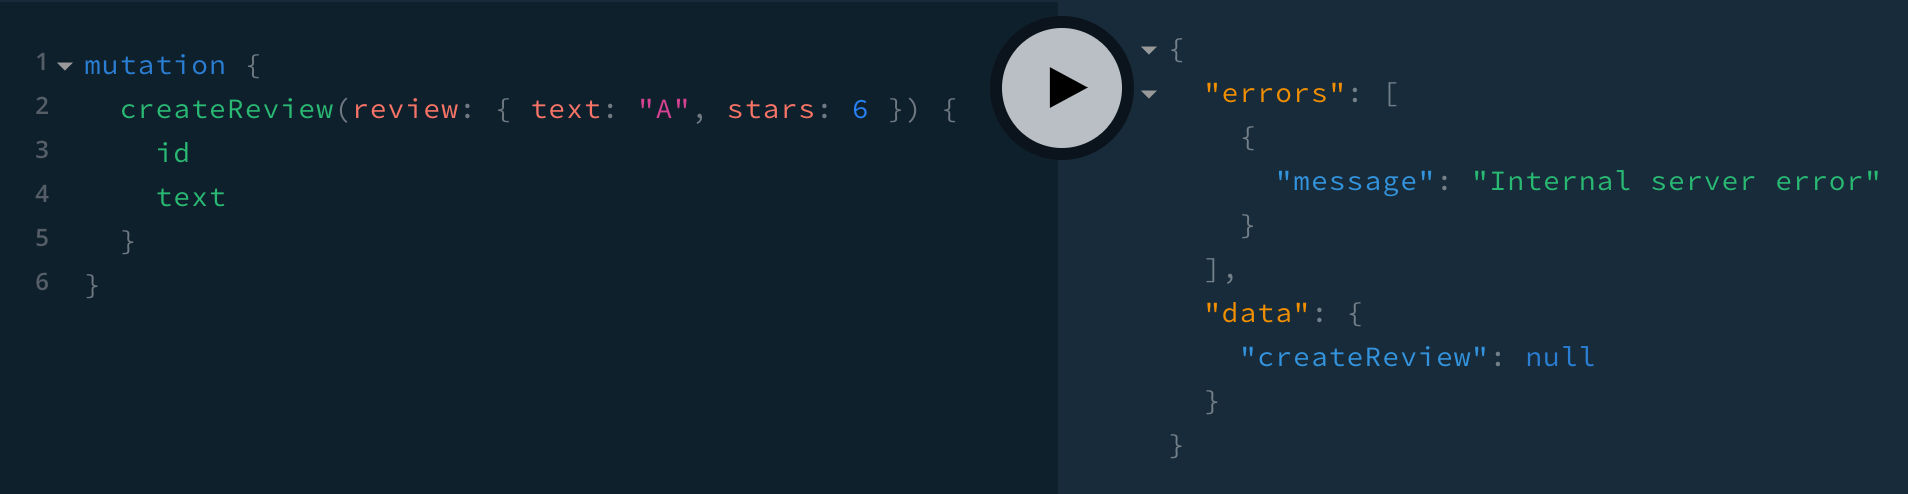 1 mutation {
2 createReview(review: { text: "A", stars: 6 }) {
3 id
4 text
5 }
6 }
{
"errors": [
{
"message": "Internal server error"
}
],
"data": {
"createReview": null
}
}